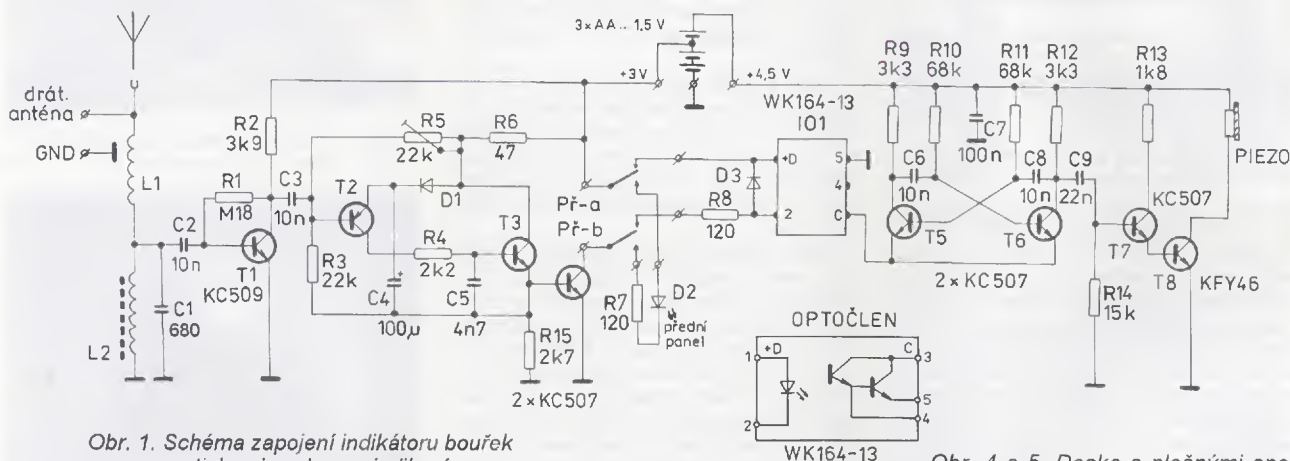 3xAA... 1,5 V
+3V
+4,5 V
drát.
anténa
GND
L1
L2
C1
680
C2
10n
R1
M18
R2
3k9
T1
KC509
C3
10n
R3
22k
T2
R5
22k
R6
47
D1
R4
2k2
C4
100µ
C5
4n7
T3
R15
2k7
2 x KC507
Př-a
Př-b
R7
120
D2
přední
panel
R8
120
D3
WK164-13
IO1
+D
2
5
4
C
R9
3k3
R10
68k
R11
68k
R12
3k3
R13
1k8
C6
10n
C7
100n
C8
10n
C9
22n
T5
T6
2 x KC507
KC507
T7
T8
KFY46
R14
15k
PIEZO
OPTOČLEN
1
+D
2
C
3
5
4
WK164-13
Obr. 1. Schéma zapojení indikátoru bouřek